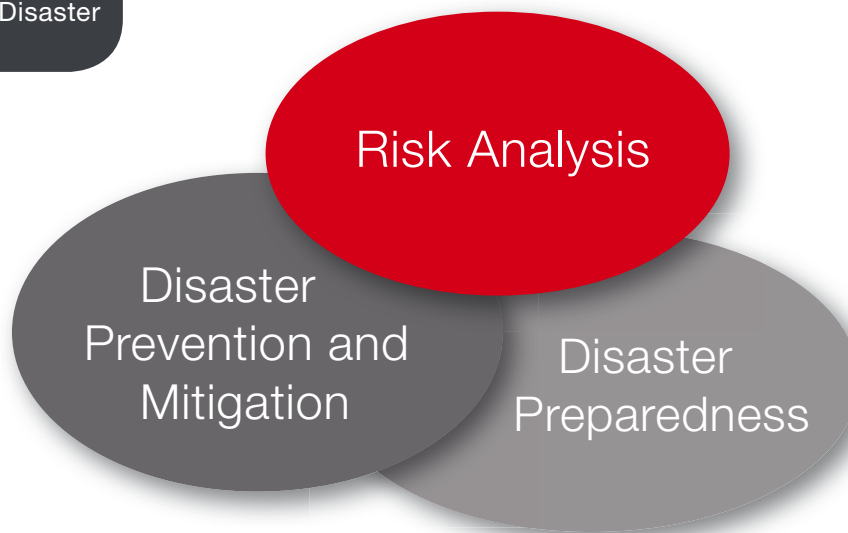 Disaster
Risk Analysis
Disaster
Prevention and
Mitigation
Disaster
Preparedness